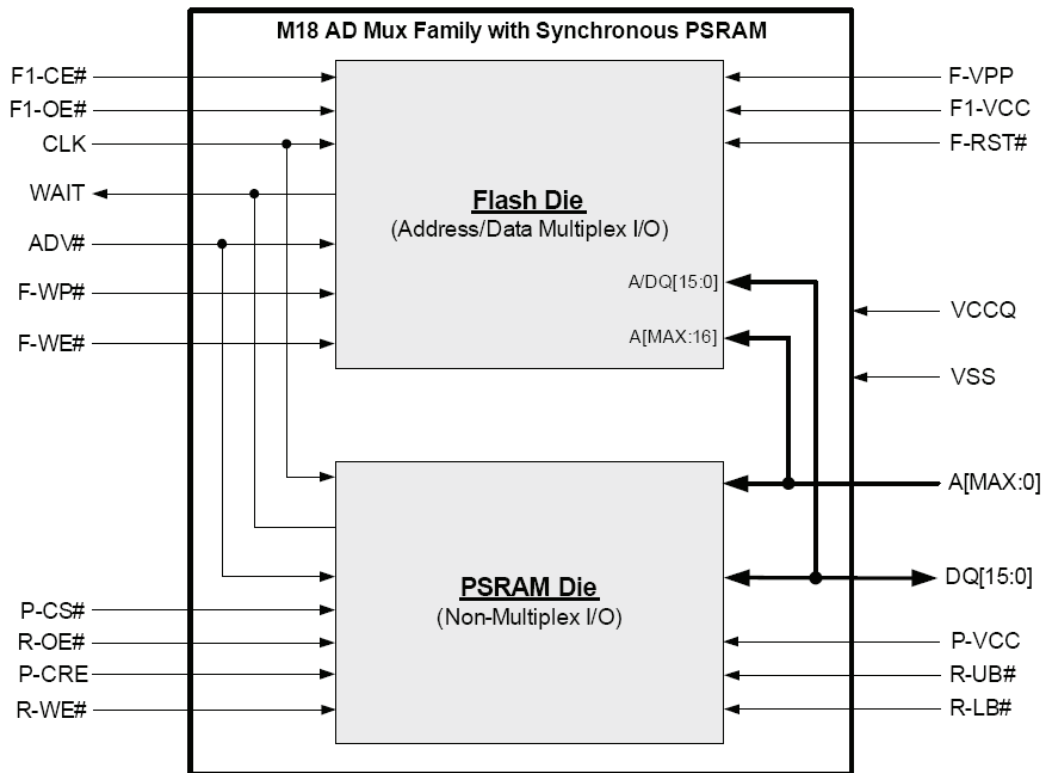 M18 AD Mux Family with Synchronous PSRAM
F1-CE#
F1-OE#
CLK
WAIT
ADV#
F-WP#
F-WE#
Flash Die
(Address/Data Multiplex I/O)
A/DQ[15:0]
A[MAX:16]
F-VPP
F1-VCC
F-RST#
VCCQ
VSS
A[MAX:0]
DQ[15:0]
PSRAM Die
(Non-Multiplex I/O)
P-CS#
R-OE#
P-CRE
R-WE#
P-VCC
R-UB#
R-LB#